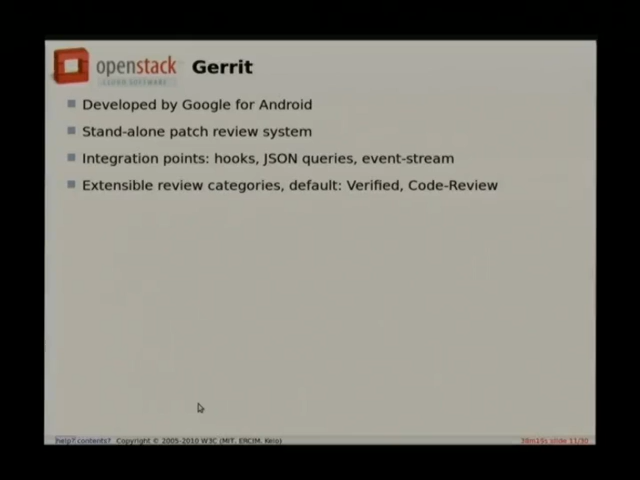 openstack Gerrit
CLOUD SOFTWARE
Developed by Google for Android
Stand-alone patch review system
Integration points: hooks, JSON queries, event-stream
Extensible review categories, default: Verified, Code-Review
help? contents? Copyright © 2005-2010 W3C (MIT, ERCIM, Keio)
slide 11/30